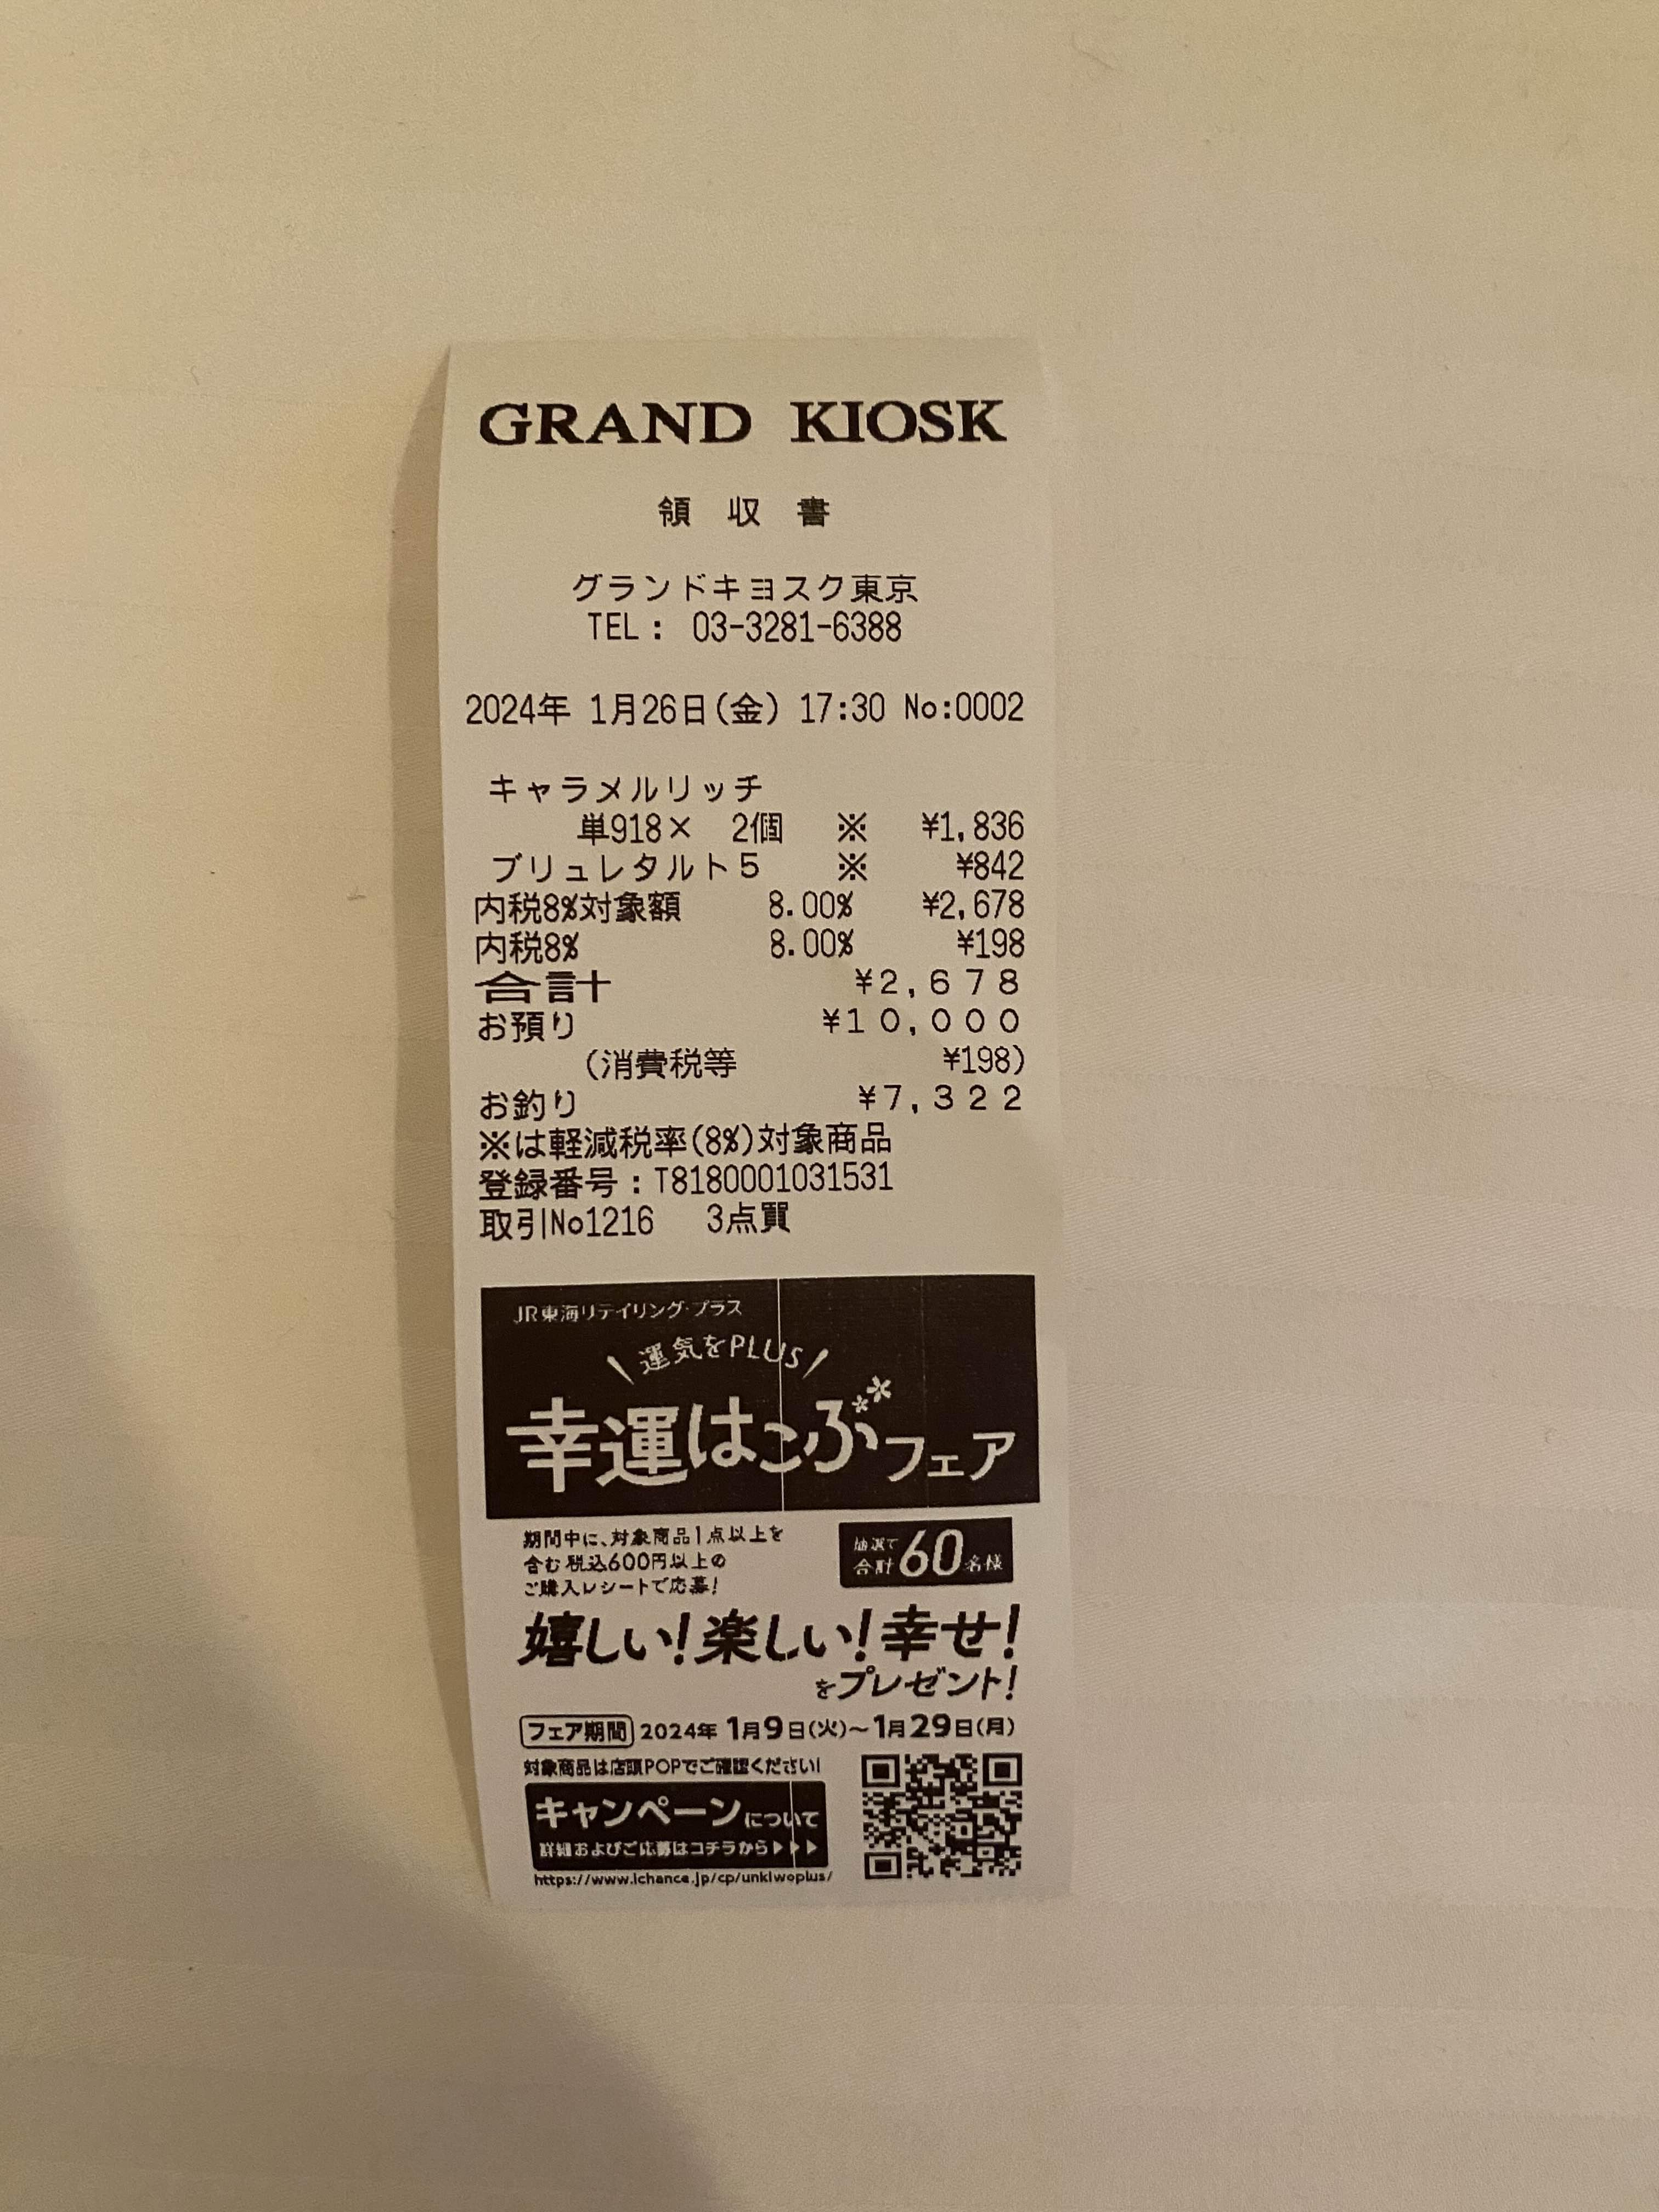 GRAND KIOSK
領 収 書
グランドキヨスク東京
TEL： 03-3281-6388
2024年 1月26日(金) 17:30 No:0002
キャラメルリッチ
単918× 2個 ※ ¥1,836
ブリュレタルト5 ※ ¥842
内税8%対象額 8.00% ¥2,678
内税8% 8.00% ¥198
合計 ¥2,678
お預り ¥10,000
(消費税等 ¥198)
お釣り ¥7,322
※は軽減税率(8%)対象商品
登録番号：T8180001031531
取引No1216 3点買
JR東海リテイリング・プラス
\運気をPLUS/
幸運はこぶフェア
期間中に、対象商品1点以上を
含む税込600円以上の
ご購入レシートで応募!
抽選で
合計60名様
嬉しい!楽しい!幸せ!
をプレゼント!
フェア期間 2024年 1月9日(火)～1月29日(月)
対象商品は店頭POPでご確認ください!
キャンペーンについて
詳細およびご応募はコチラから▶▶▶
https://www.ichance.jp/cp/unkiwoplus/